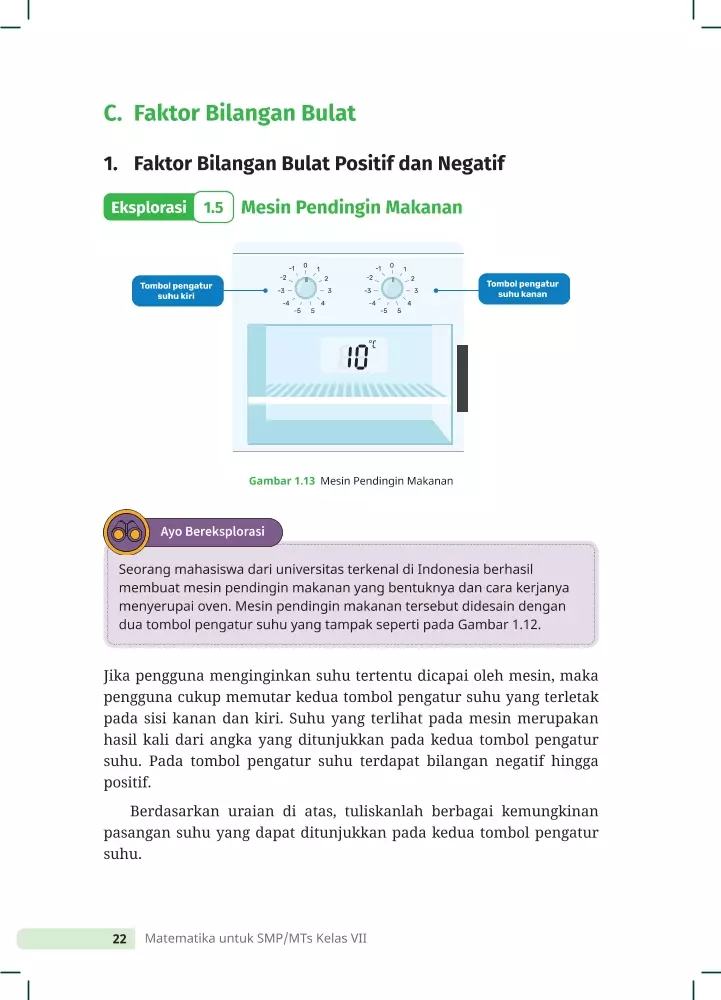 C. Faktor Bilangan Bulat
1. Faktor Bilangan Bulat Positif dan Negatif
Eksplorasi 1.5 Mesin Pendingin Makanan
Tombol pengatur
suhu kiri
-5 -4 -3 -2 -1 0 1 2 3 4 5
-5 -4 -3 -2 -1 0 1 2 3 4 5
Tombol pengatur
suhu kanan
10 °C
Gambar 1.13 Mesin Pendingin Makanan
Ayo Bereksplorasi
Seorang mahasiswa dari universitas terkenal di Indonesia berhasil
membuat mesin pendingin makanan yang bentuknya dan cara kerjanya
menyerupai oven. Mesin pendingin makanan tersebut didesain dengan
dua tombol pengatur suhu yang tampak seperti pada Gambar 1.12.
Jika pengguna menginginkan suhu tertentu dicapai oleh mesin, maka
pengguna cukup memutar kedua tombol pengatur suhu yang terletak
pada sisi kanan dan kiri. Suhu yang terlihat pada mesin merupakan
hasil kali dari angka yang ditunjukkan pada kedua tombol pengatur
suhu. Pada tombol pengatur suhu terdapat bilangan negatif hingga
positif.
Berdasarkan uraian di atas, tuliskanlah berbagai kemungkinan
pasangan suhu yang dapat ditunjukkan pada kedua tombol pengatur
suhu.
22 Matematika untuk SMP/MTs Kelas VII